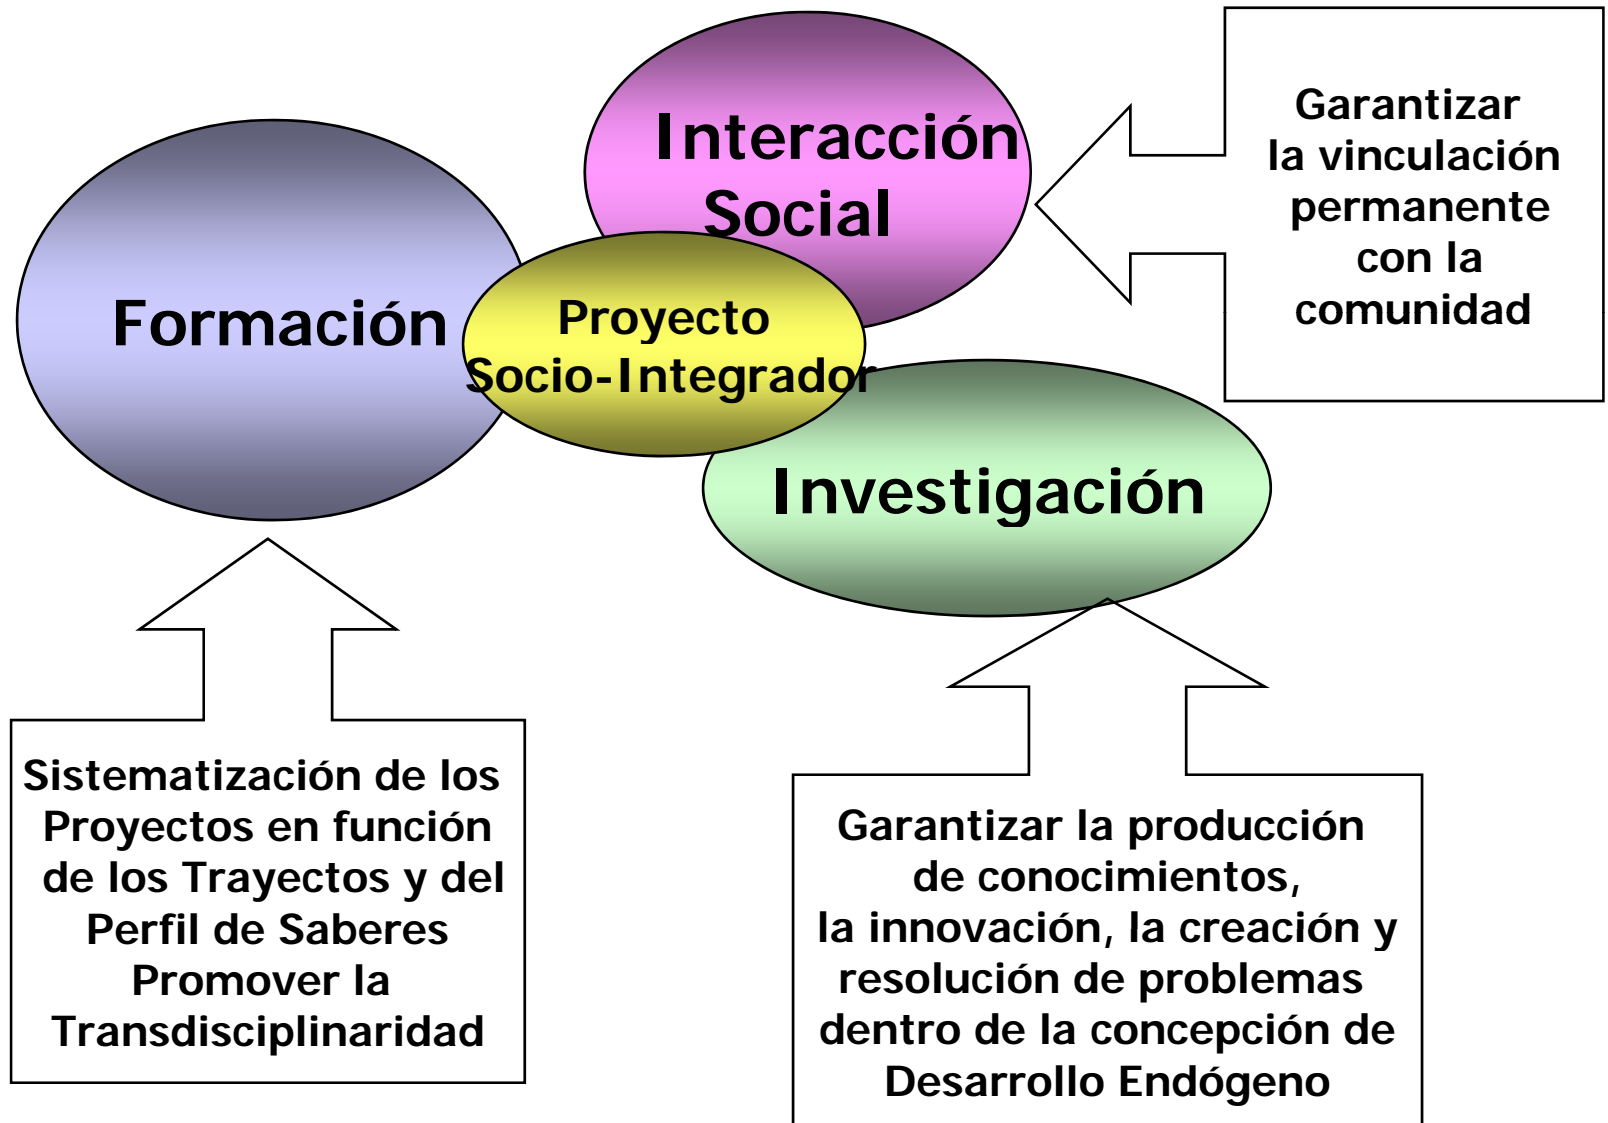 Interacción
Social
Formación
Proyecto
Socio-Integrador
Investigación
Garantizar
la vinculación
permanente
con la
comunidad
Sistematización de los
Proyectos en función
de los Trayectos y del
Perfil de Saberes
Promover la
Transdisciplinaridad
Garantizar la producción
de conocimientos,
la innovación, la creación y
resolución de problemas
dentro de la concepción de
Desarrollo Endógeno